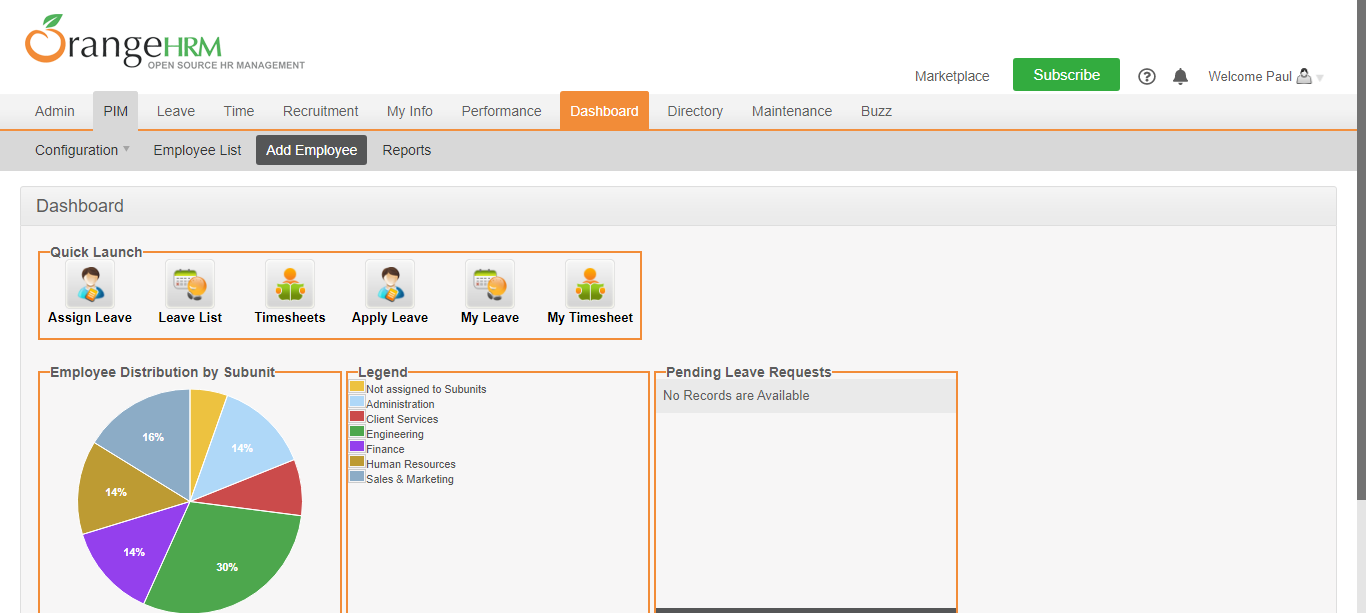 OrangeHRM
OPEN SOURCE HR MANAGEMENT
Marketplace Subscribe ? Welcome Paul
Admin PIM Leave Time Recruitment My Info Performance Dashboard Directory Maintenance Buzz
Configuration Employee List Add Employee Reports
Dashboard
Quick Launch
Assign Leave Leave List Timesheets Apply Leave My Leave My Timesheet
Employee Distribution by Subunit
14%
30%
14%
14%
16%
Legend
Not assigned to Subunits
Administration
Client Services
Engineering
Finance
Human Resources
Sales & Marketing
Pending Leave Requests
No Records are Available